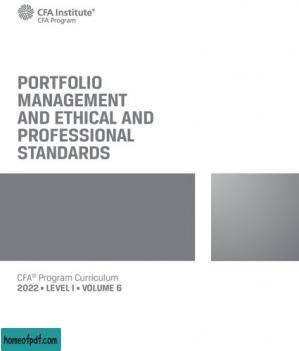 CFA Institute®
CFA Program
PORTFOLIO
MANAGEMENT
AND ETHICAL AND
PROFESSIONAL
STANDARDS
CFA® Program Curriculum
2022 • LEVEL I • VOLUME 6
homeofpdf.com